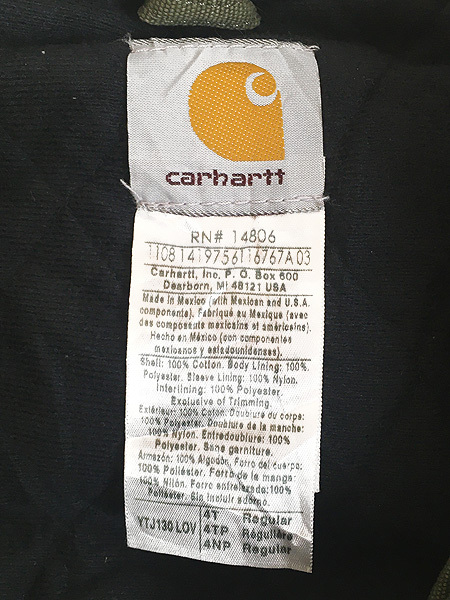 carhartt
RN# 14806
1108141975611676​7A03
Carhartt, Inc. P. O. Box 600
Dearborn, MI 48121 USA
Made in Mexico (with Mexican and U.S.A.
components). Fabriqué au Mexique (avec
des composants mexicains et américains).
Hecho en México (con componentes
mexicanos y estadounidenses).
Shell: 100% Cotton. Body Lining: 100%
Polyester. Sleeve Lining: 100% Nylon.
Interlining: 100% Polyester.
Exclusive of Trimming.
Extérieur: 100% Coton. Doublure du corps:
100% Polyester. Doublure de la manche:
100% Nylon. Entredoublure: 100%
Polyester. Sans garniture.
Armazón: 100% Algodón. Forro del cuerpo:
100% Poliéster. Forro de la manga:
100% Nilón. Forro entrelazado: 100%
Poliéster. Sin incluir adorno.
YTJ130 LOV 4T Regular
4TP Régulière
4NP Regular